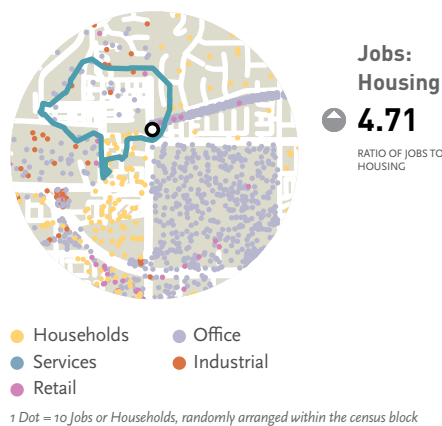 Jobs:
Housing
4.71
RATIO OF JOBS TO
HOUSING
Households
Office
Services
Industrial
Retail
1 Dot = 10 Jobs or Households, randomly arranged within the census block